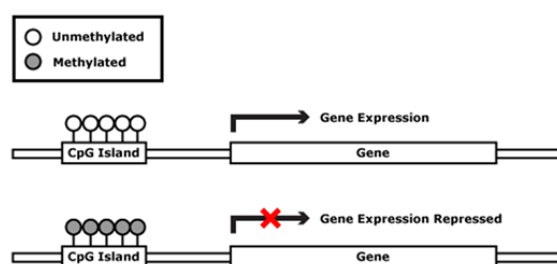 Unmethylated
Methylated
Gene Expression
CpG Island
Gene
Gene Expression Repressed
CpG Island
Gene